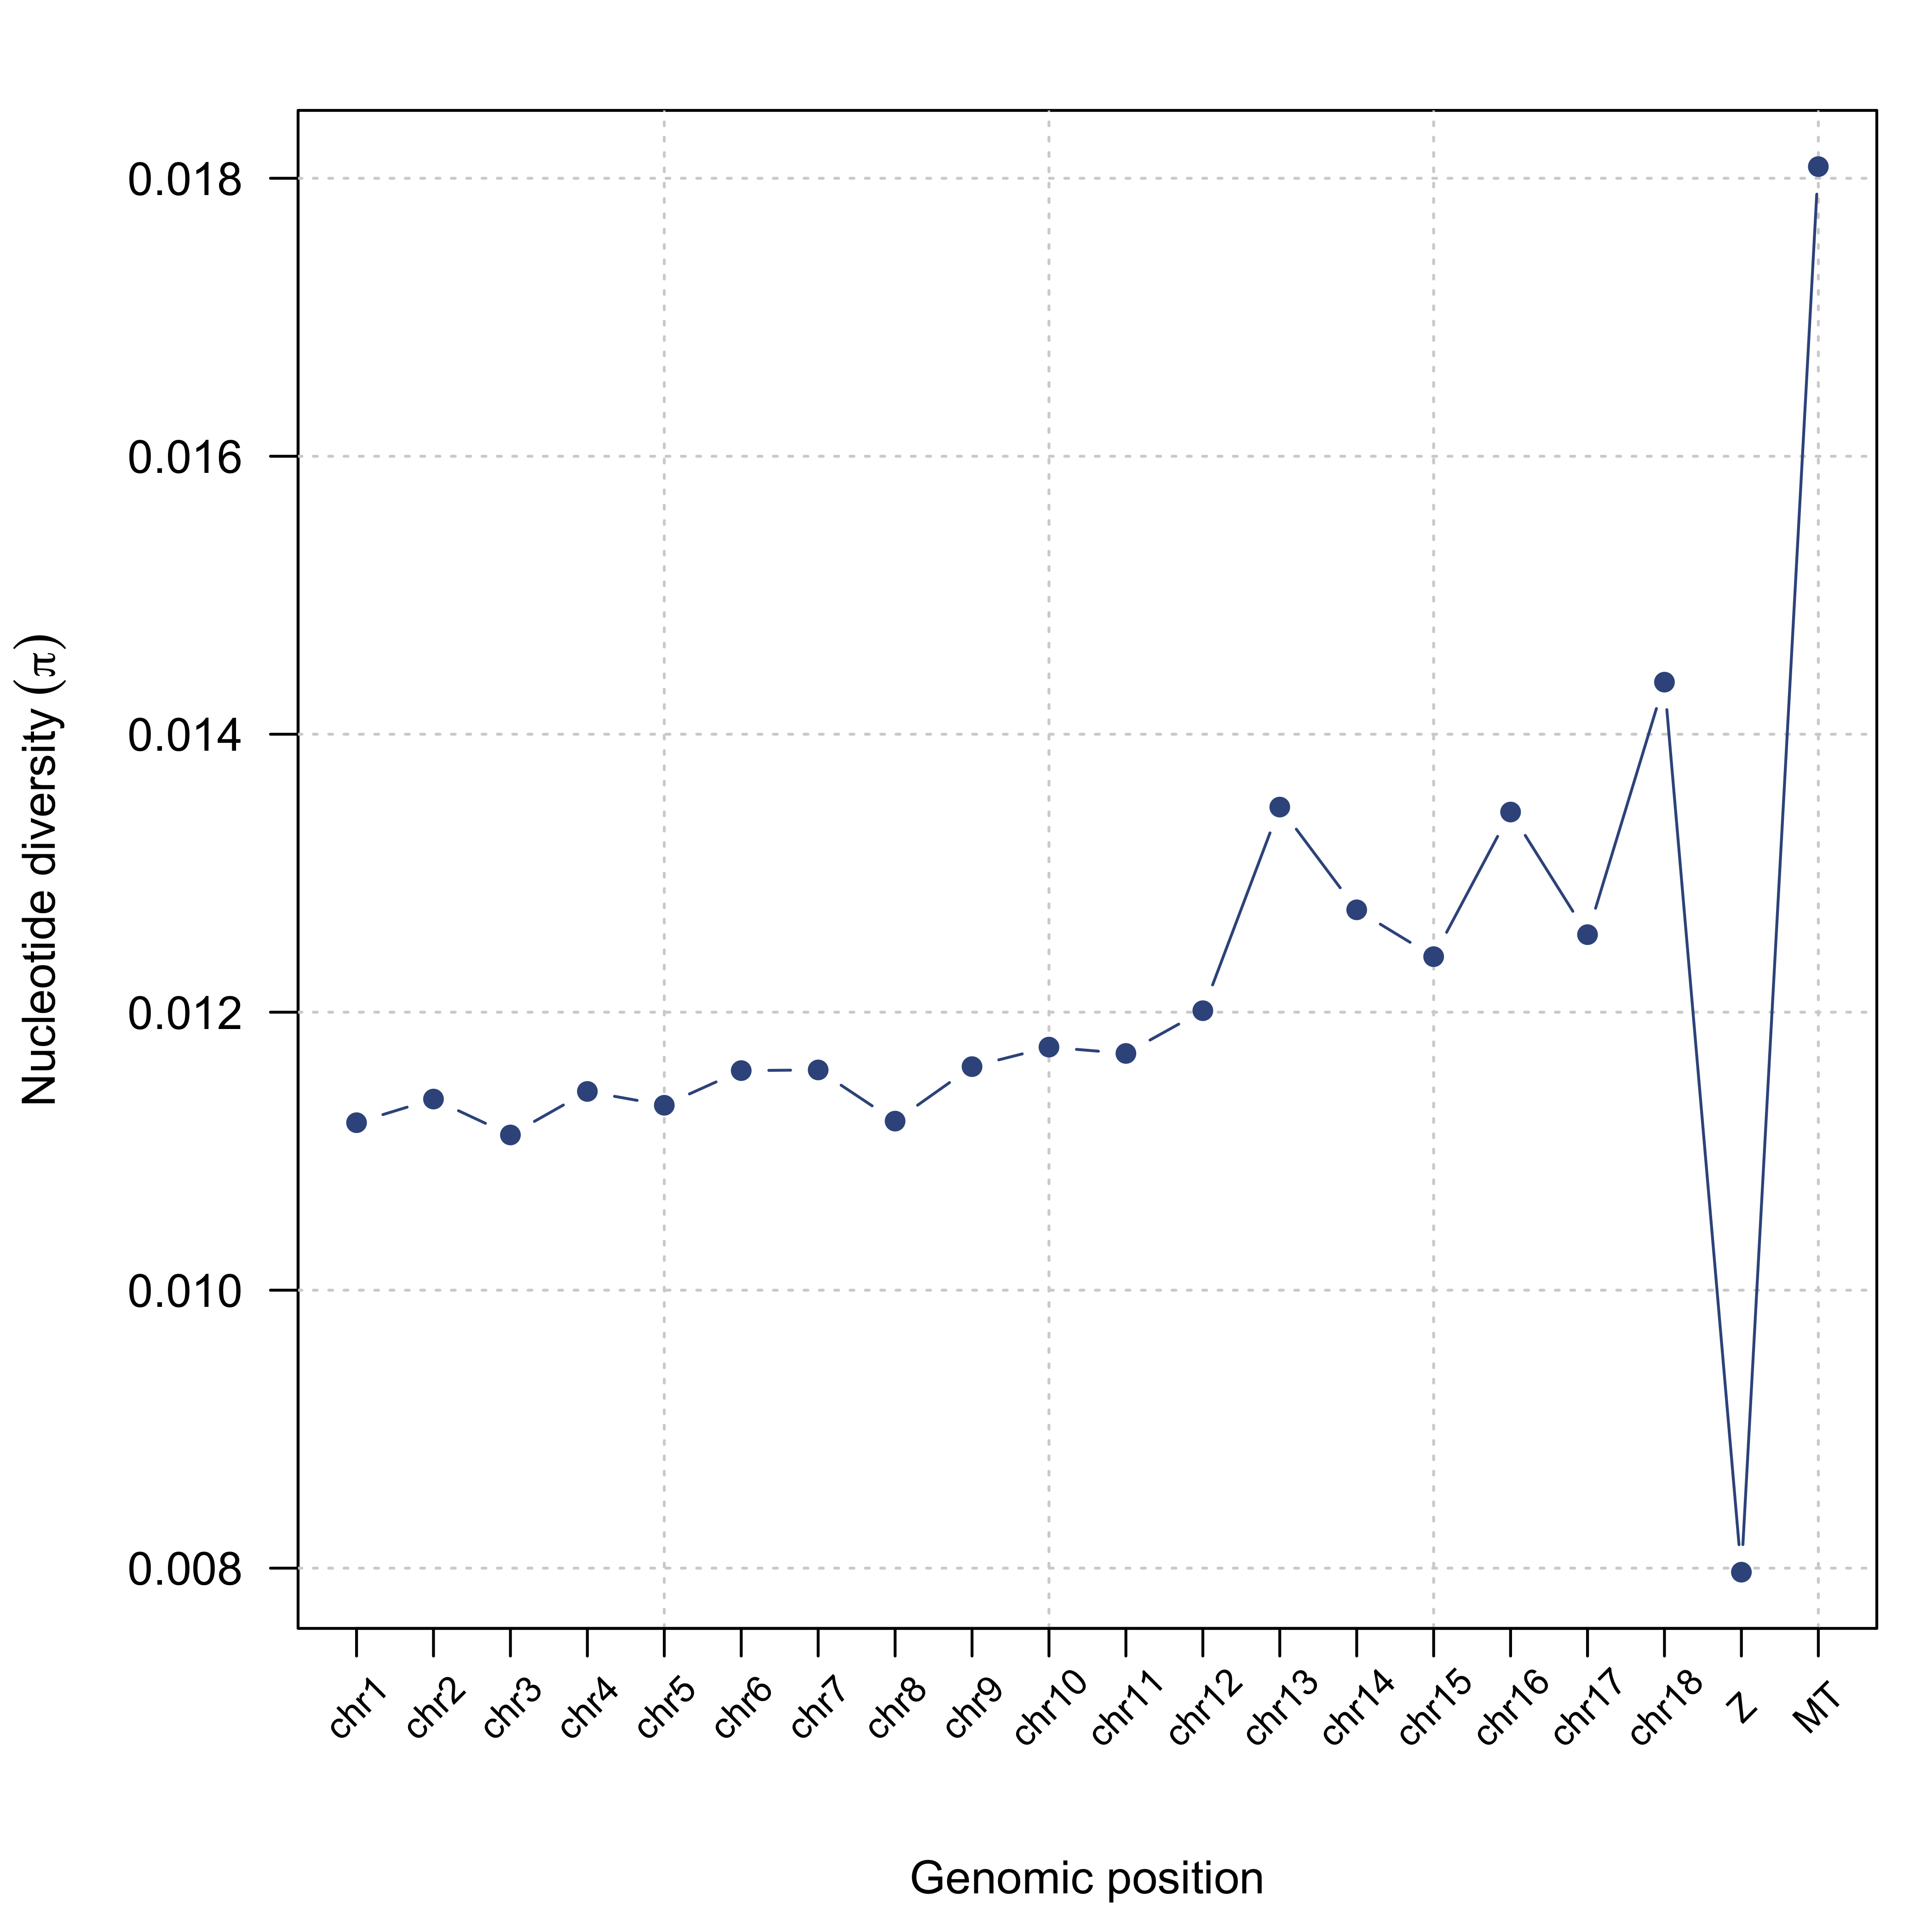 Nucleotide diversity (π)
0.018
0.016
0.014
0.012
0.010
0.008
chr1 chr2 chr3 chr4 chr5 chr6 chr7 chr8 chr9 chr10 chr11 chr12 chr13 chr14 chr15 chr16 chr17 chr18 Z MT
Genomic position